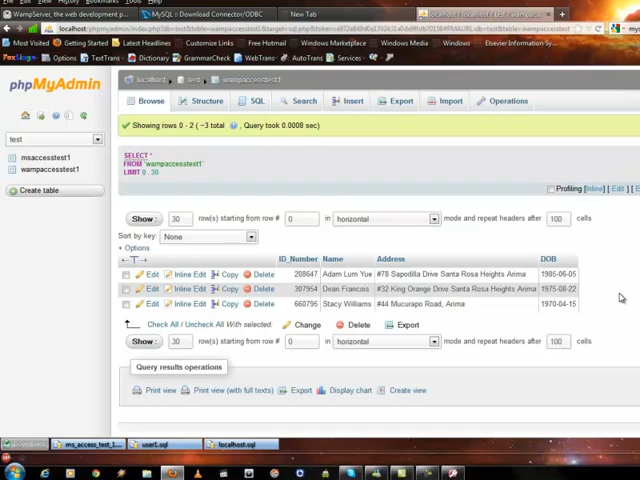 WampServer, the web development p...
MySQL :: Download Connector/ODBC
New Tab
localhost / localhost / test / wampacces...
Most Visited Getting Started Latest Headlines Customize Links Free Hotmail Windows Marketplace Windows Media Windows
OptionsTrans TextTrans Dictionary GrammarCheck WebTrans AutoTrans Services
phpMyAdmin
localhost test wampaccesstest1
Browse Structure SQL Search Insert Export Import Operations
test
msaccesstest1
wampaccesstest1
Create table
Showing rows 0 - 2 ( ~3 total , Query took 0.0008 sec)
SELECT *
FROM `wampaccesstest1`
LIMIT 0 , 30
Profiling [Inline] [ Edit ] [ E
Show : 30 row(s) starting from row # 0 in horizontal mode and repeat headers after 100 cells
Sort by key: None
+ Options
←T→ ID_Number Name Address DOB
Edit Inline Edit Copy Delete 208647 Adam Lum Yue #78 Sapodilla Drive Santa Rosa Heights Arima 1985-06-05
Edit Inline Edit Copy Delete 307954 Dean Francois #32 King Orange Drive Santa Rosa Heights Arima 1975-08-22
Edit Inline Edit Copy Delete 660795 Stacy Williams #44 Mucurapo Road, Arima 1970-04-15
Check All / Uncheck All With selected: Change Delete Export
Show : 30 row(s) starting from row # 0 in horizontal mode and repeat headers after 100 cells
Query results operations
Print view Print view (with full texts) Export Display chart Create view
ms_access_test_1... user1.sql localhost.sql